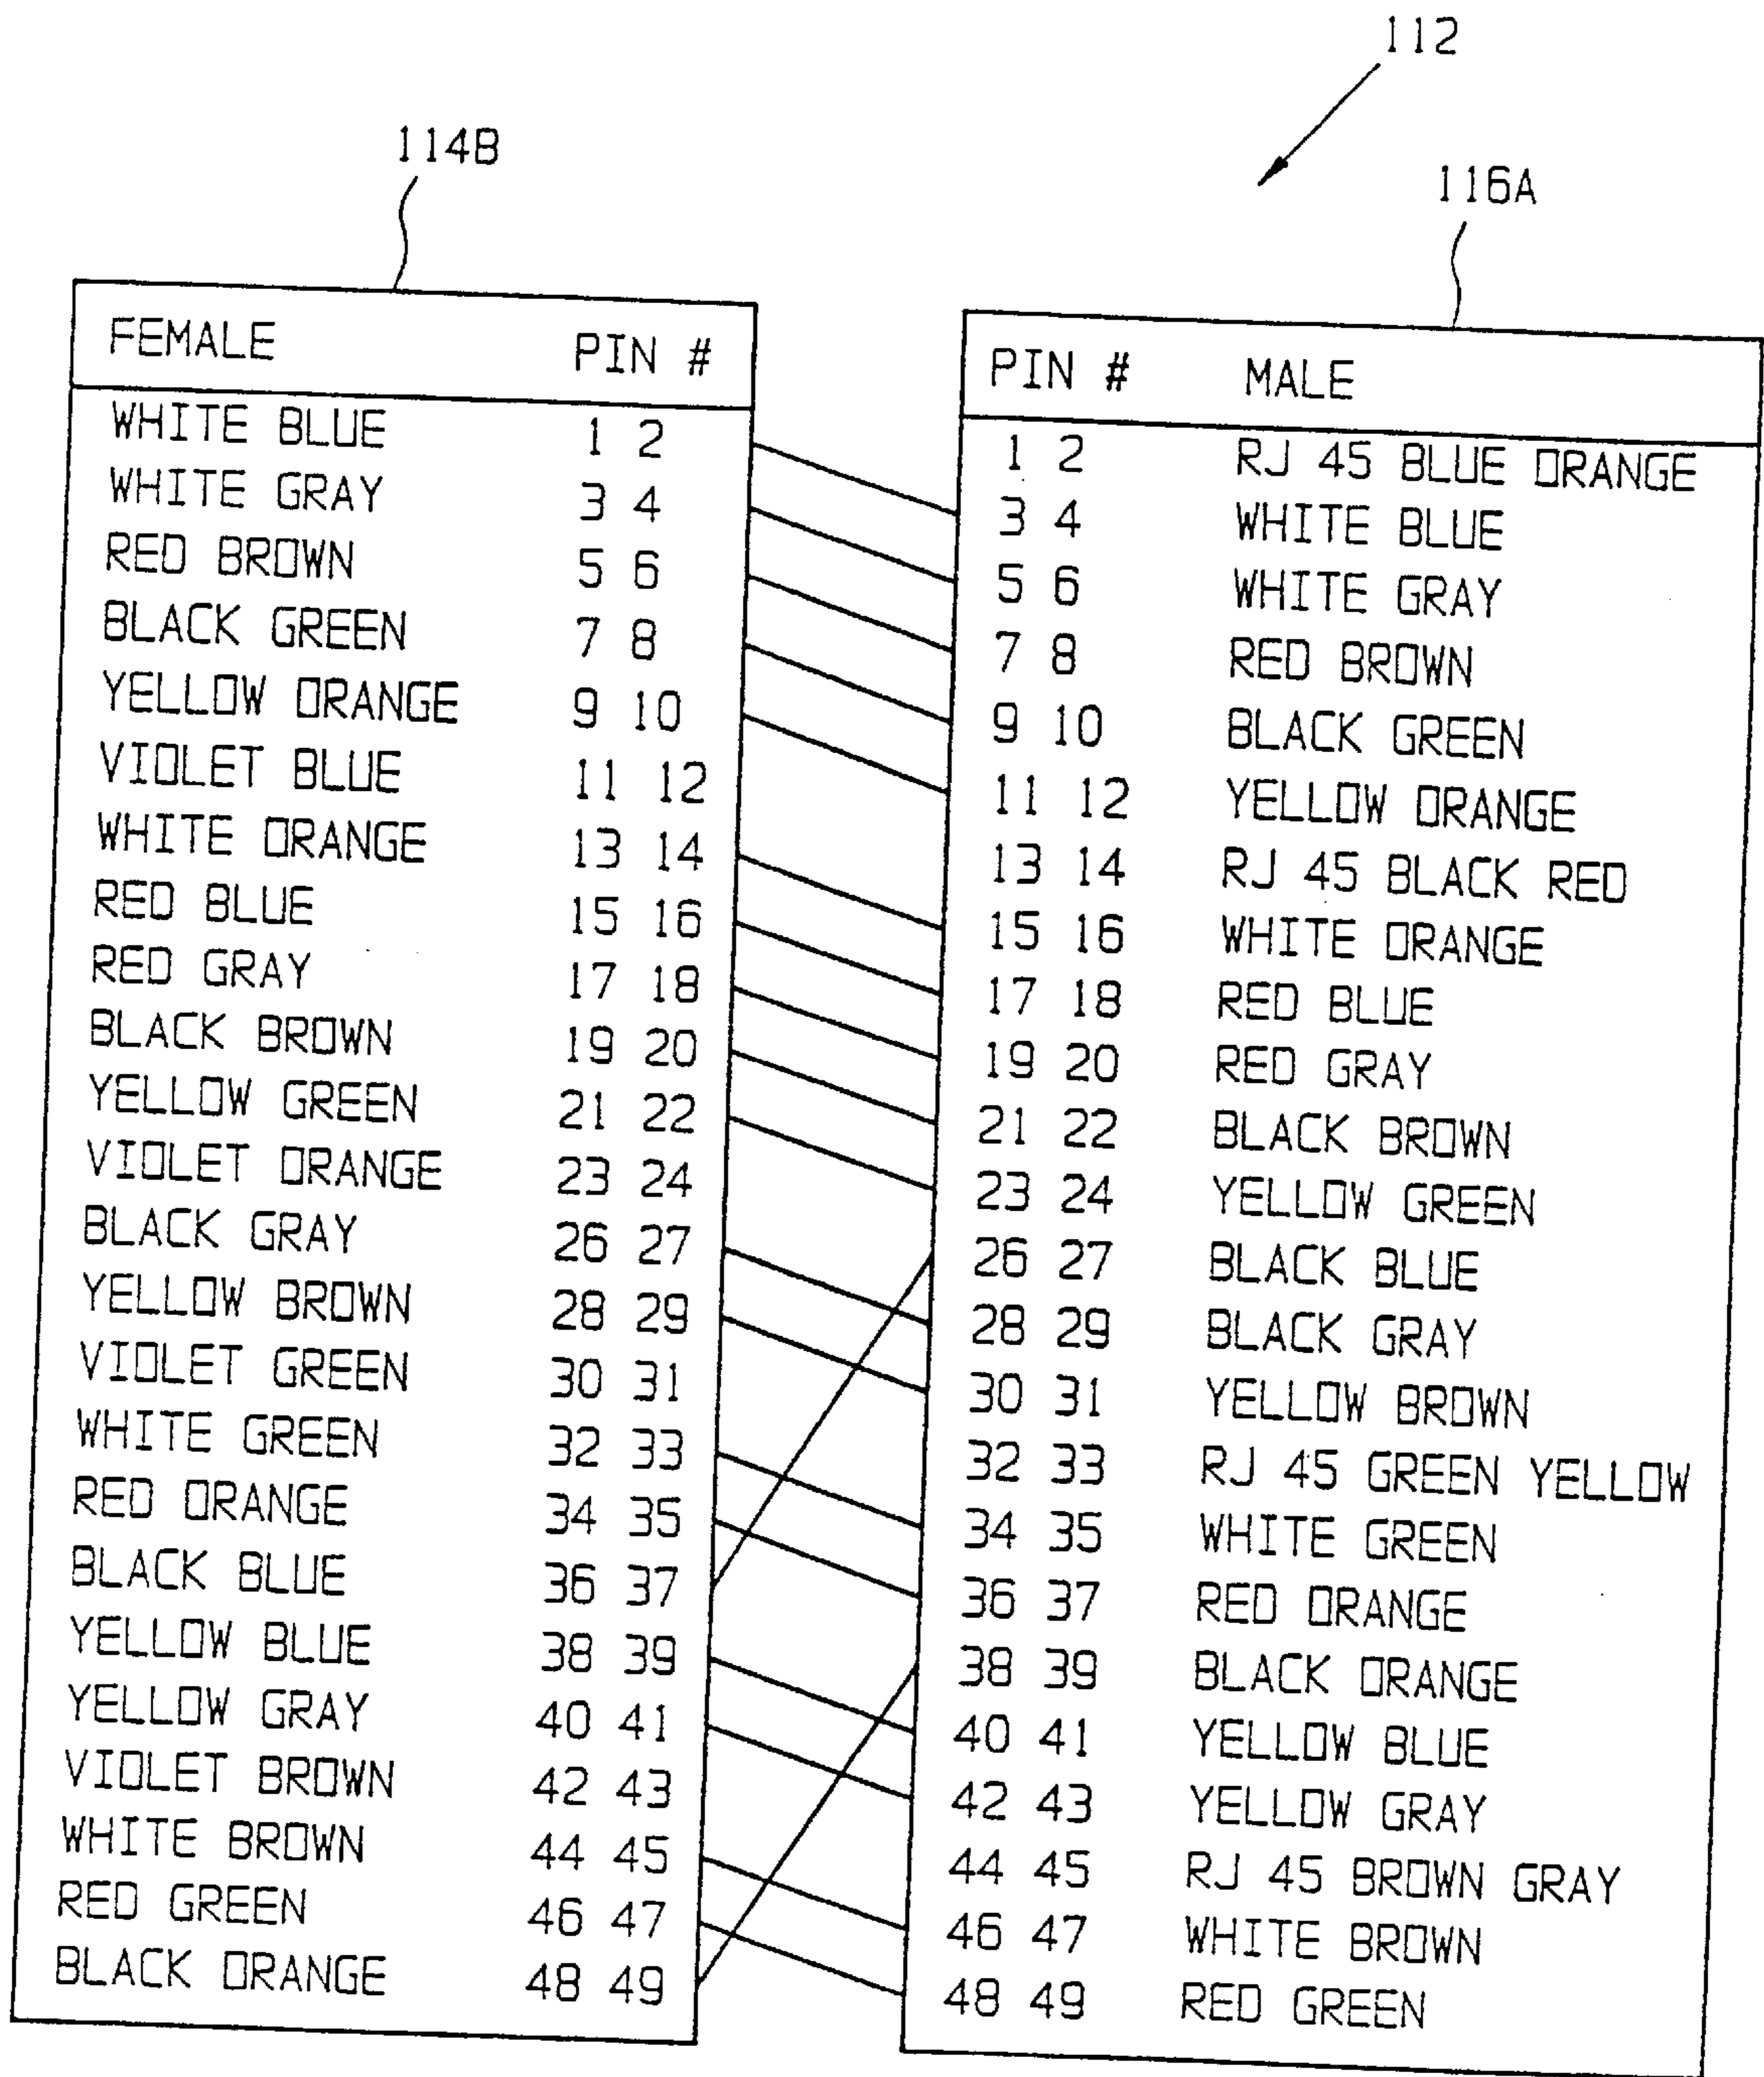 112
114B
116A
FEMALE PIN #
WHITE BLUE 1 2
WHITE GRAY 3 4
RED BROWN 5 6
BLACK GREEN 7 8
YELLOW ORANGE 9 10
VIOLET BLUE 11 12
WHITE ORANGE 13 14
RED BLUE 15 16
RED GRAY 17 18
BLACK BROWN 19 20
YELLOW GREEN 21 22
VIOLET ORANGE 23 24
BLACK GRAY 26 27
YELLOW BROWN 28 29
VIOLET GREEN 30 31
WHITE GREEN 32 33
RED ORANGE 34 35
BLACK BLUE 36 37
YELLOW BLUE 38 39
YELLOW GRAY 40 41
VIOLET BROWN 42 43
WHITE BROWN 44 45
RED GREEN 46 47
BLACK ORANGE 48 49
PIN # MALE
1 2 RJ 45 BLUE ORANGE
3 4 WHITE BLUE
5 6 WHITE GRAY
7 8 RED BROWN
9 10 BLACK GREEN
11 12 YELLOW ORANGE
13 14 RJ 45 BLACK RED
15 16 WHITE ORANGE
17 18 RED BLUE
19 20 RED GRAY
21 22 BLACK BROWN
23 24 YELLOW GREEN
26 27 BLACK BLUE
28 29 BLACK GRAY
30 31 YELLOW BROWN
32 33 RJ 45 GREEN YELLOW
34 35 WHITE GREEN
36 37 RED ORANGE
38 39 BLACK ORANGE
40 41 YELLOW BLUE
42 43 YELLOW GRAY
44 45 RJ 45 BROWN GRAY
46 47 WHITE BROWN
48 49 RED GREEN